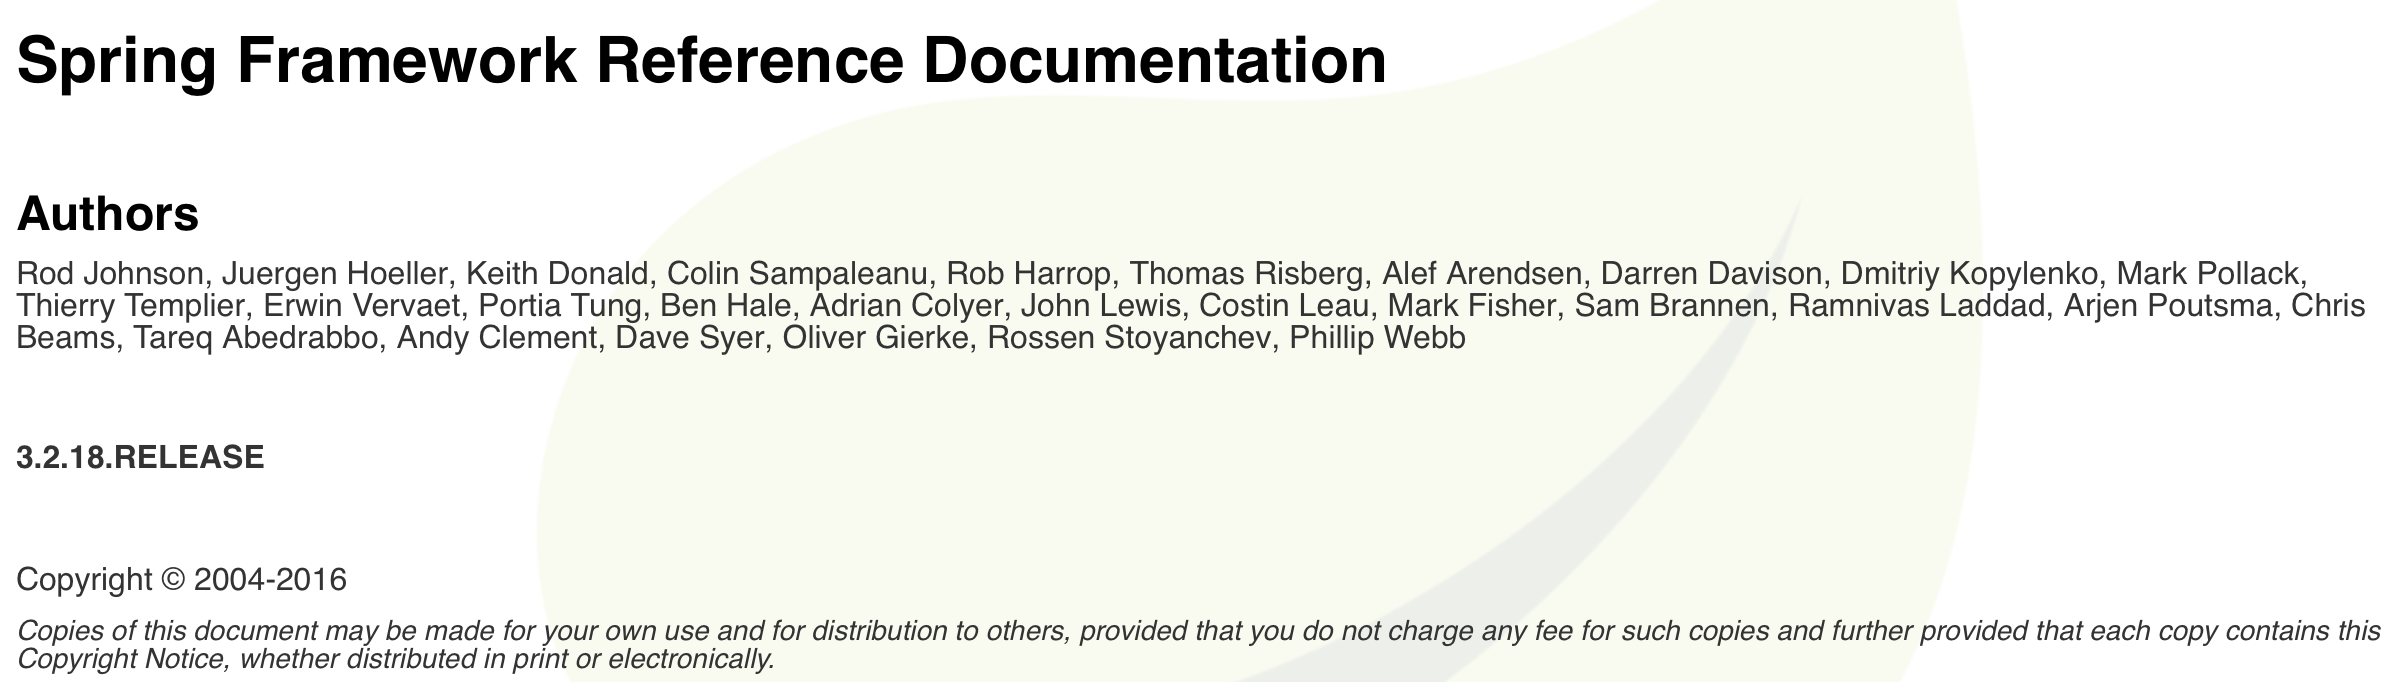 Spring Framework Reference Documentation
Authors
Rod Johnson, Juergen Hoeller, Keith Donald, Colin Sampaleanu, Rob Harrop, Thomas Risberg, Alef Arendsen, Darren Davison, Dmitriy Kopylenko, Mark Pollack,
Thierry Templier, Erwin Vervaet, Portia Tung, Ben Hale, Adrian Colyer, John Lewis, Costin Leau, Mark Fisher, Sam Brannen, Ramnivas Laddad, Arjen Poutsma, Chris
Beams, Tareq Abedrabbo, Andy Clement, Dave Syer, Oliver Gierke, Rossen Stoyanchev, Phillip Webb
3.2.18.RELEASE
Copyright © 2004-2016
Copies of this document may be made for your own use and for distribution to others, provided that you do not charge any fee for such copies and further provided that each copy contains this
Copyright Notice, whether distributed in print or electronically.